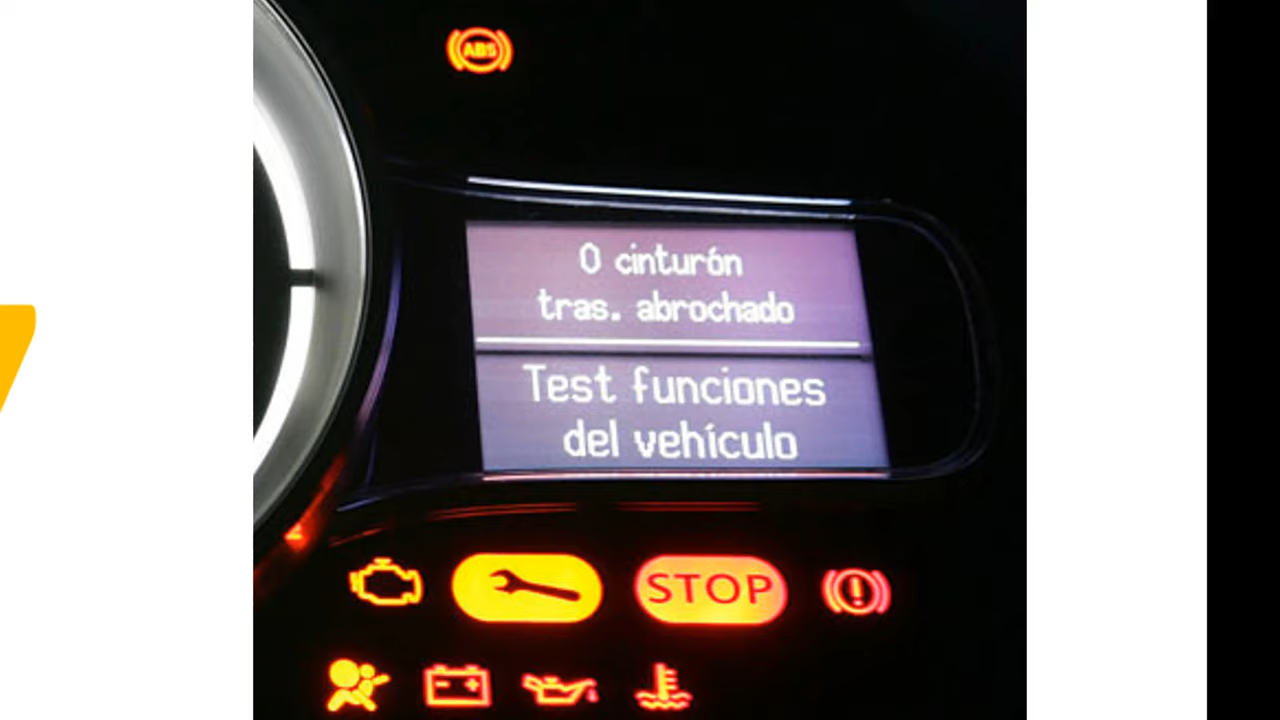 ABS
0 cinturón
tras. abrochado
Test funciones
del vehículo
STOP